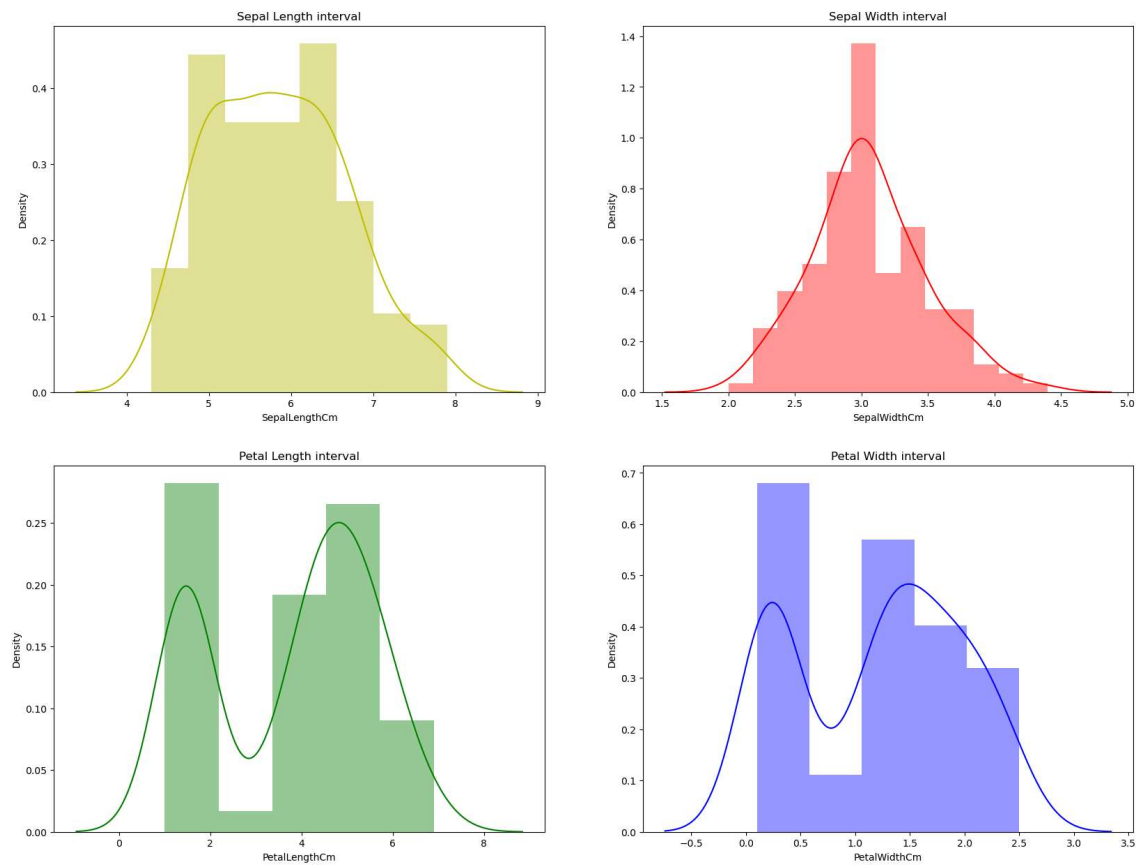 Sepal Length interval
0.4
0.3
0.2
0.1
0.0
Density
4 5 6 7 8 9
SepalLengthCm
Sepal Width interval
1.4
1.2
1.0
0.8
0.6
0.4
0.2
0.0
Density
1.5 2.0 2.5 3.0 3.5 4.0 4.5 5.0
SepalWidthCm
Petal Length interval
0.25
0.20
0.15
0.10
0.05
0.00
Density
0 2 4 6 8
PetalLengthCm
Petal Width interval
0.7
0.6
0.5
0.4
0.3
0.2
0.1
0.0
Density
−0.5 0.0 0.5 1.0 1.5 2.0 2.5 3.0 3.5
PetalWidthCm